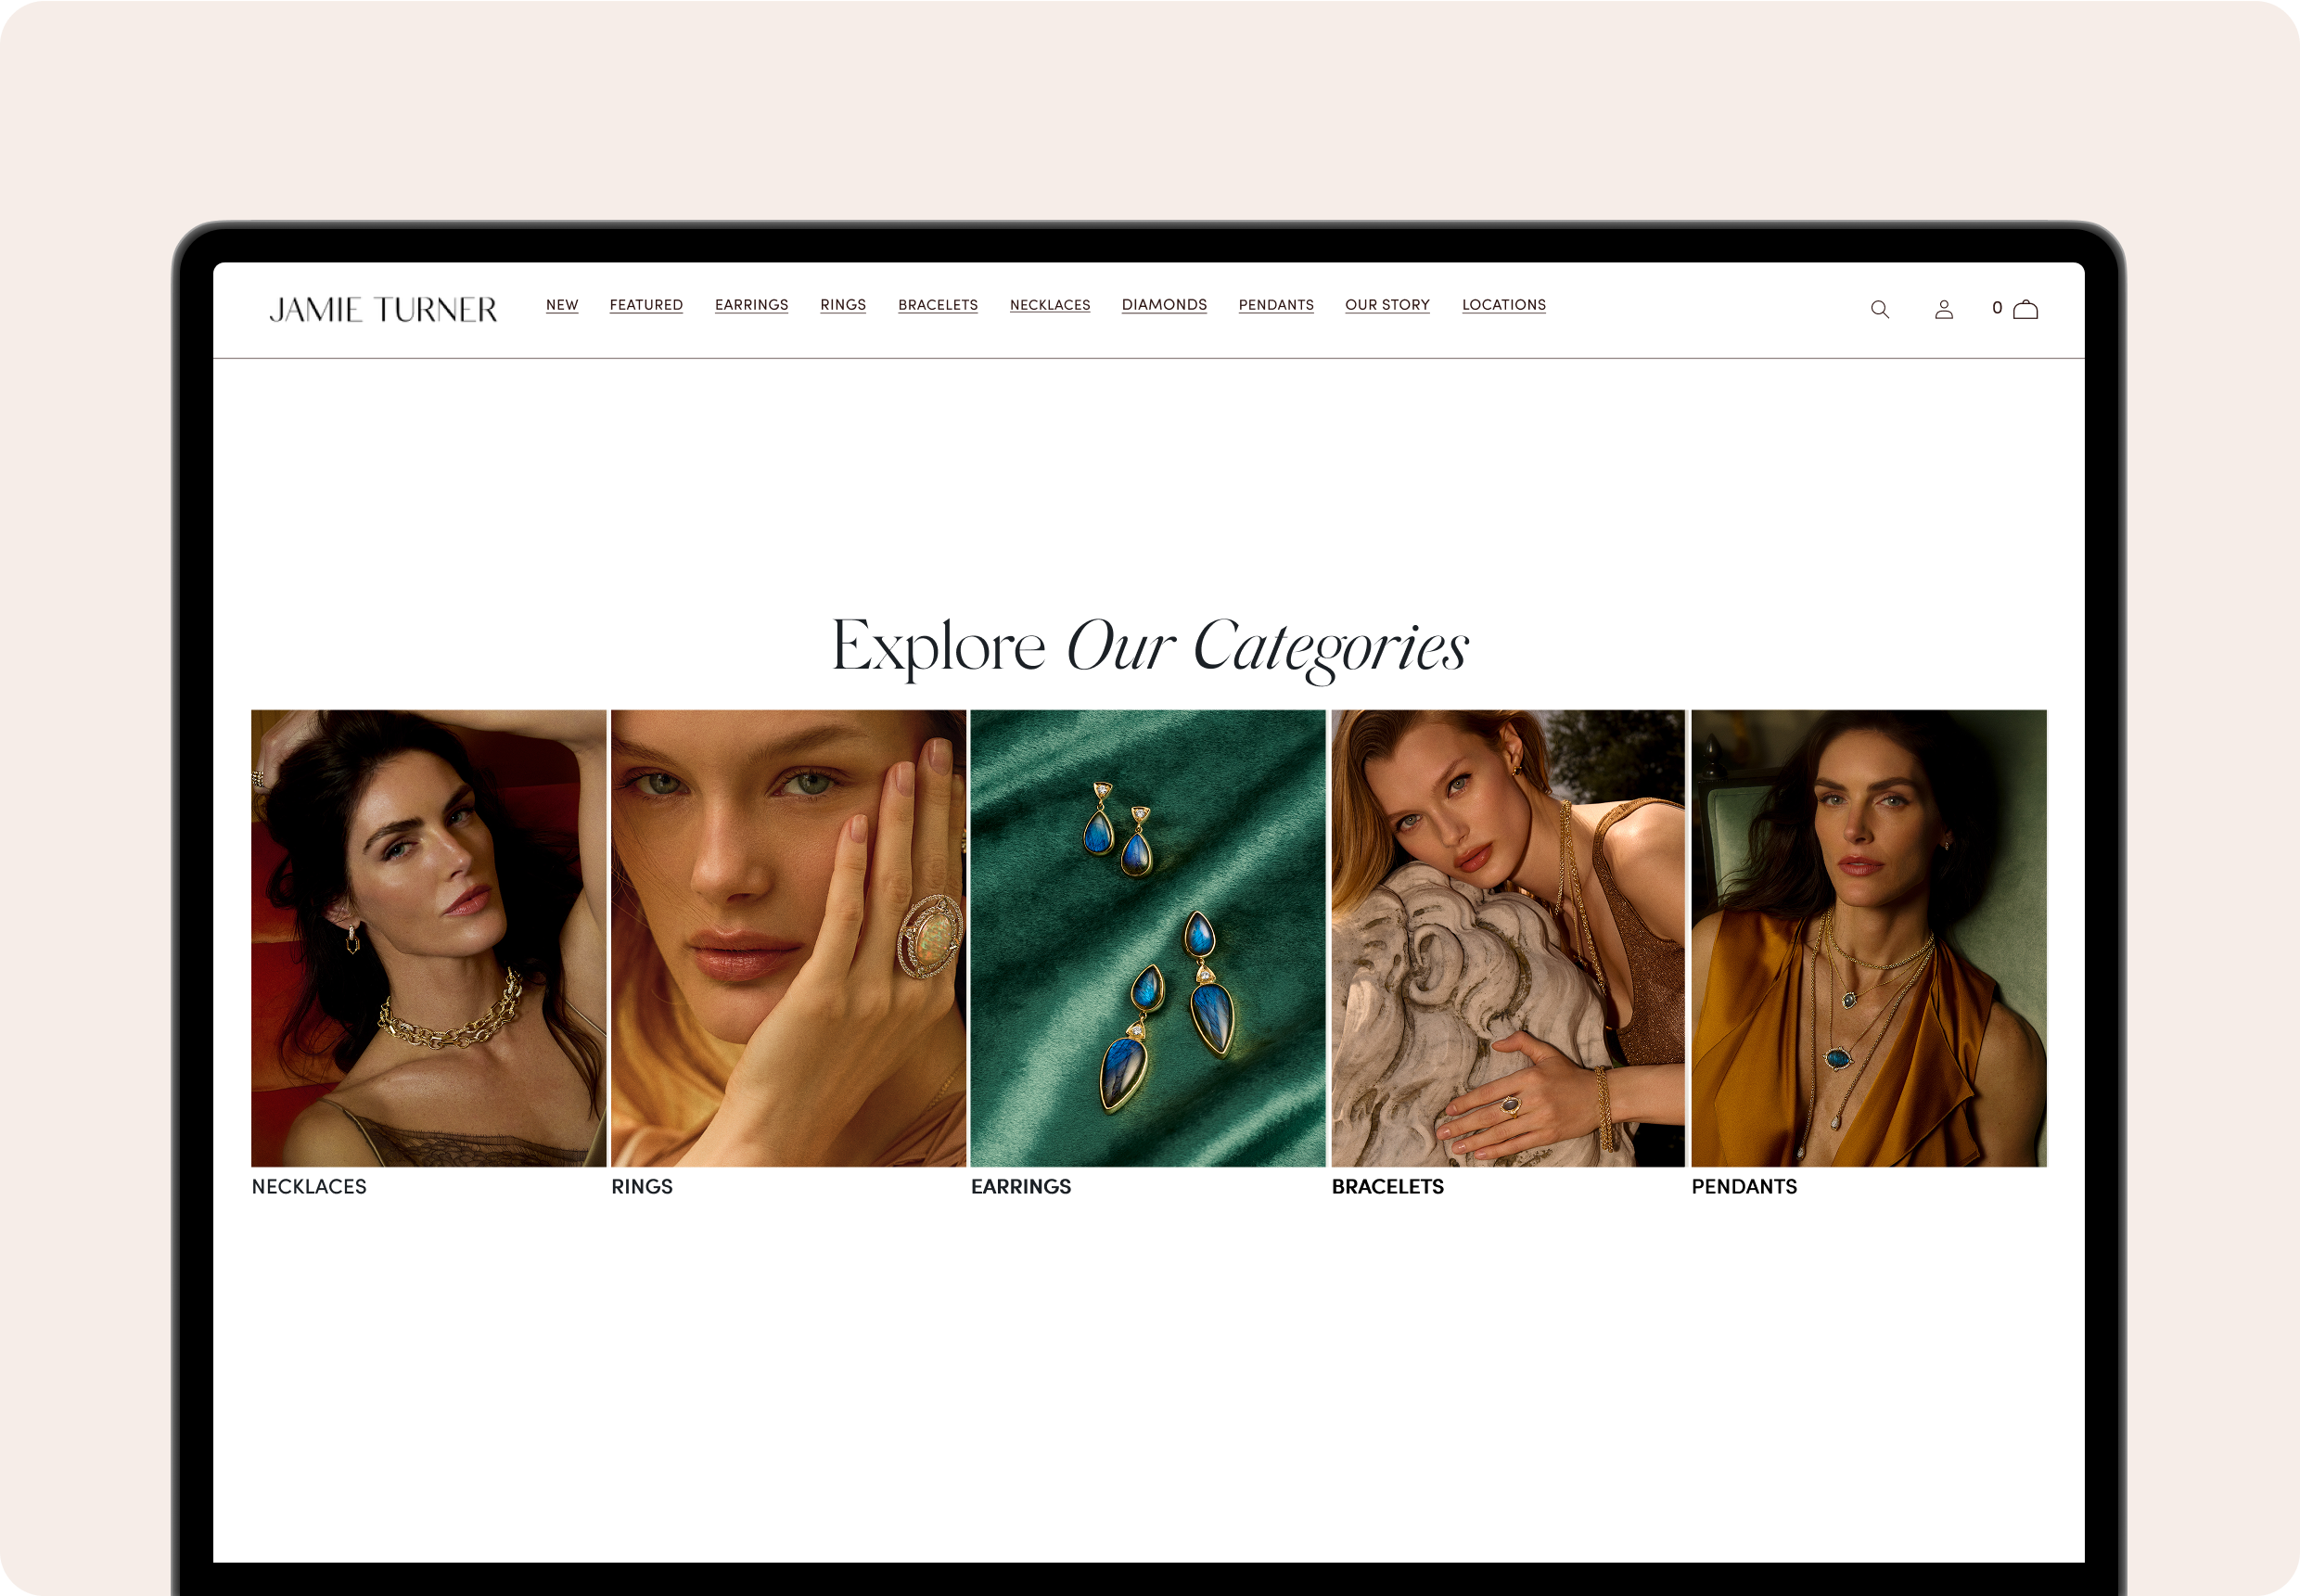 JAMIE TURNER NEW FEATURED EARRINGS RINGS BRACELETS NECKLACES DIAMONDS PENDANTS OUR STORY LOCATIONS 0
Explore Our Categories
NECKLACES RINGS EARRINGS BRACELETS PENDANTS